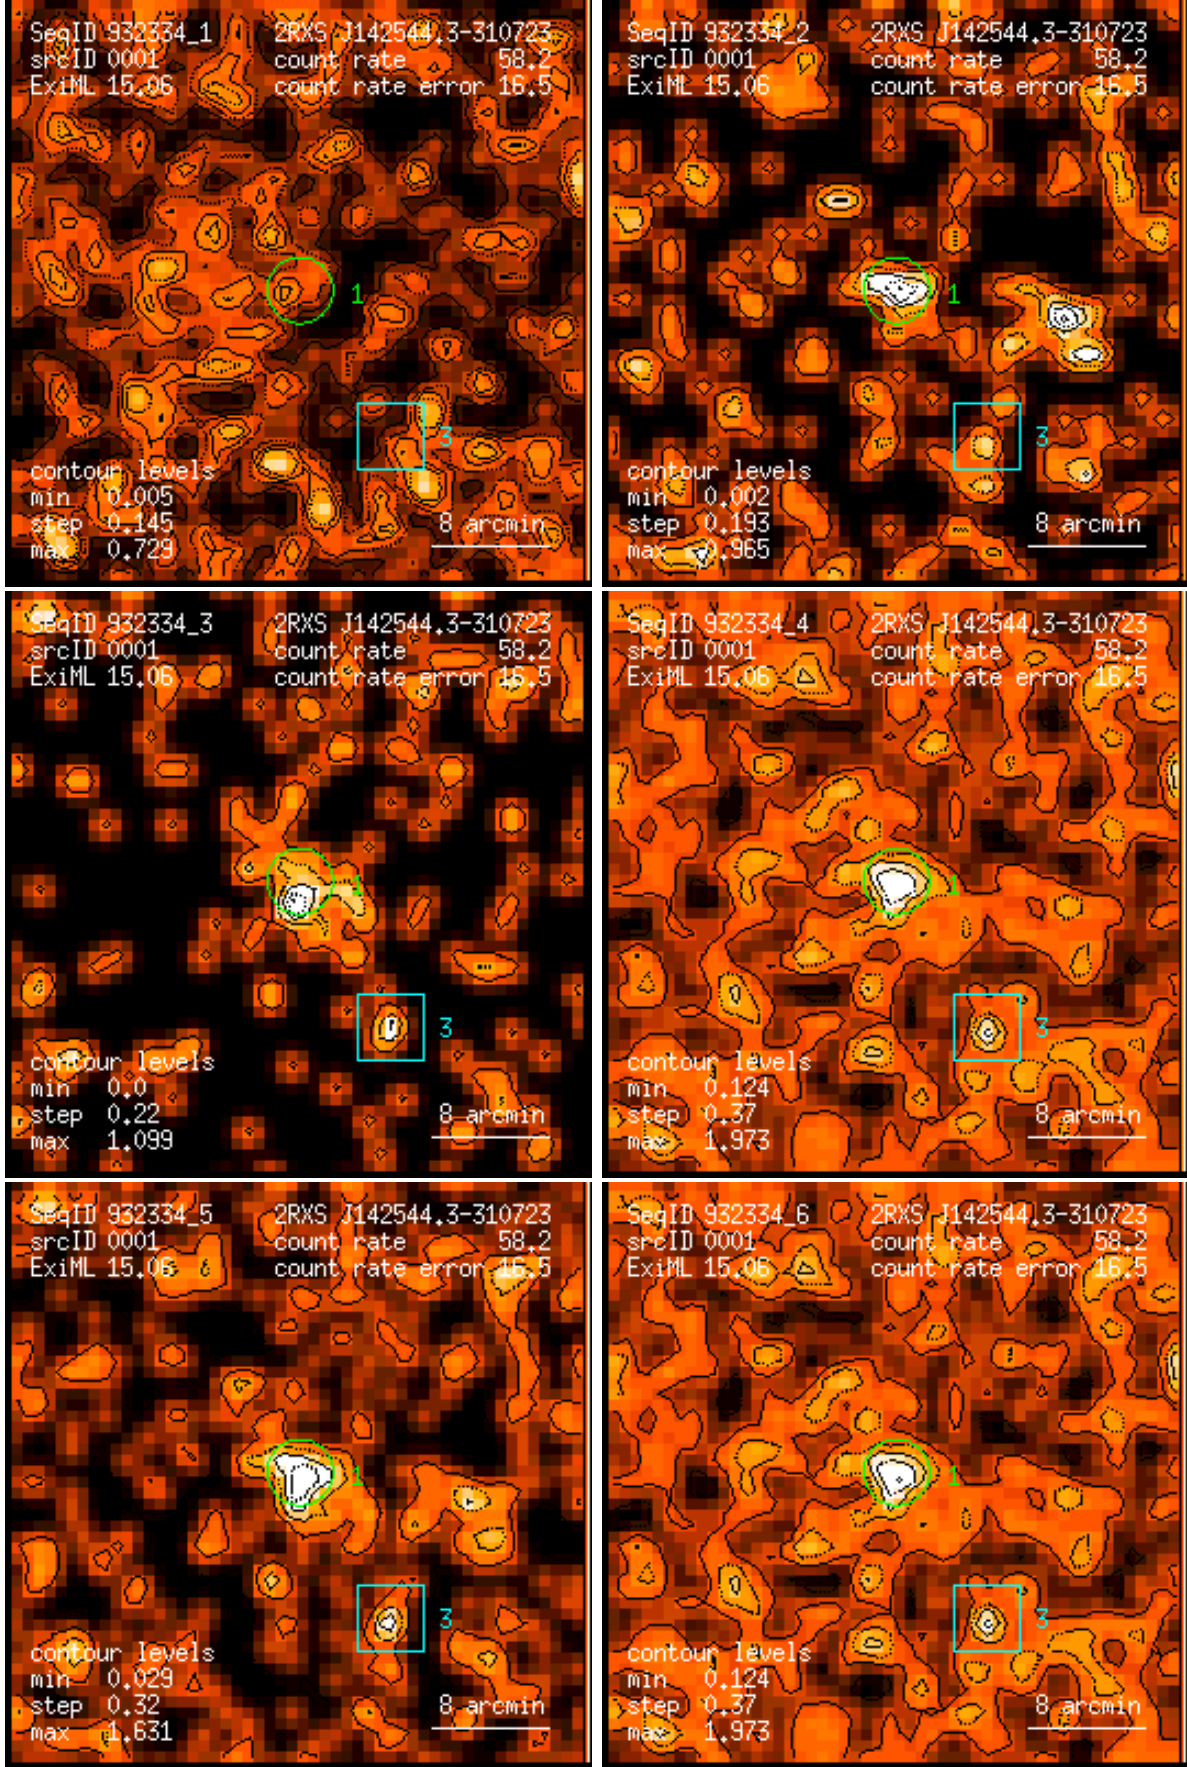 SeqID 932334_1 2RXS J142544.3-310723
srcID 0001 count rate 58.2
ExiML 15.06 count rate error 16.5
1
3
contour levels
min 0.005
step 0.145 8 arcmin
max 0.729
SeqID 932334_2 2RXS J142544.3-310723
srcID 0001 count rate 58.2
ExiML 15.06 count rate error 16.5
1
3
contour levels
min 0.002
step 0.193 8 arcmin
max 0.965
SeqID 932334_3 2RXS J142544.3-310723
srcID 0001 count rate 58.2
ExiML 15.06 count rate error 16.5
1
3
contour levels
min 0.0
step 0.22 8 arcmin
max 1.099
SeqID 932334_4 2RXS J142544.3-310723
srcID 0001 count rate 58.2
ExiML 15.06 count rate error 16.5
1
3
contour levels
min 0.124
step 0.37 8 arcmin
max 1.973
SeqID 932334_5 2RXS J142544.3-310723
srcID 0001 count rate 58.2
ExiML 15.06 count rate error 16.5
1
3
contour levels
min 0.029
step 0.32 8 arcmin
max 1.631
SeqID 932334_6 2RXS J142544.3-310723
srcID 0001 count rate 58.2
ExiML 15.06 count rate error 16.5
1
3
contour levels
min 0.124
step 0.37 8 arcmin
max 1.973